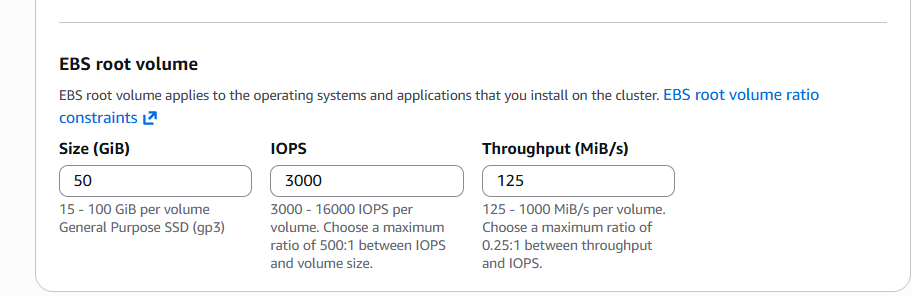 EBS root volume
EBS root volume applies to the operating systems and applications that you install on the cluster. EBS root volume ratio
constraints
Size (GiB) IOPS Throughput (MiB/s)
50 3000 125
15 - 100 GiB per volume
General Purpose SSD (gp3)
3000 - 16000 IOPS per
volume. Choose a maximum
ratio of 500:1 between IOPS
and volume size.
125 - 1000 MiB/s per volume.
Choose a maximum ratio of
0.25:1 between throughput
and IOPS.